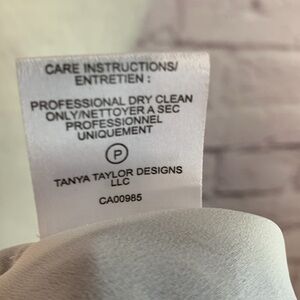 CARE INSTRUCTIONS/
ENTRETIEN :
PROFESSIONAL DRY CLEAN
ONLY/NETTOYER A SEC
PROFESSIONNEL
UNIQUEMENT
P
TANYA TAYLOR DESIGNS
LLC
CA00985